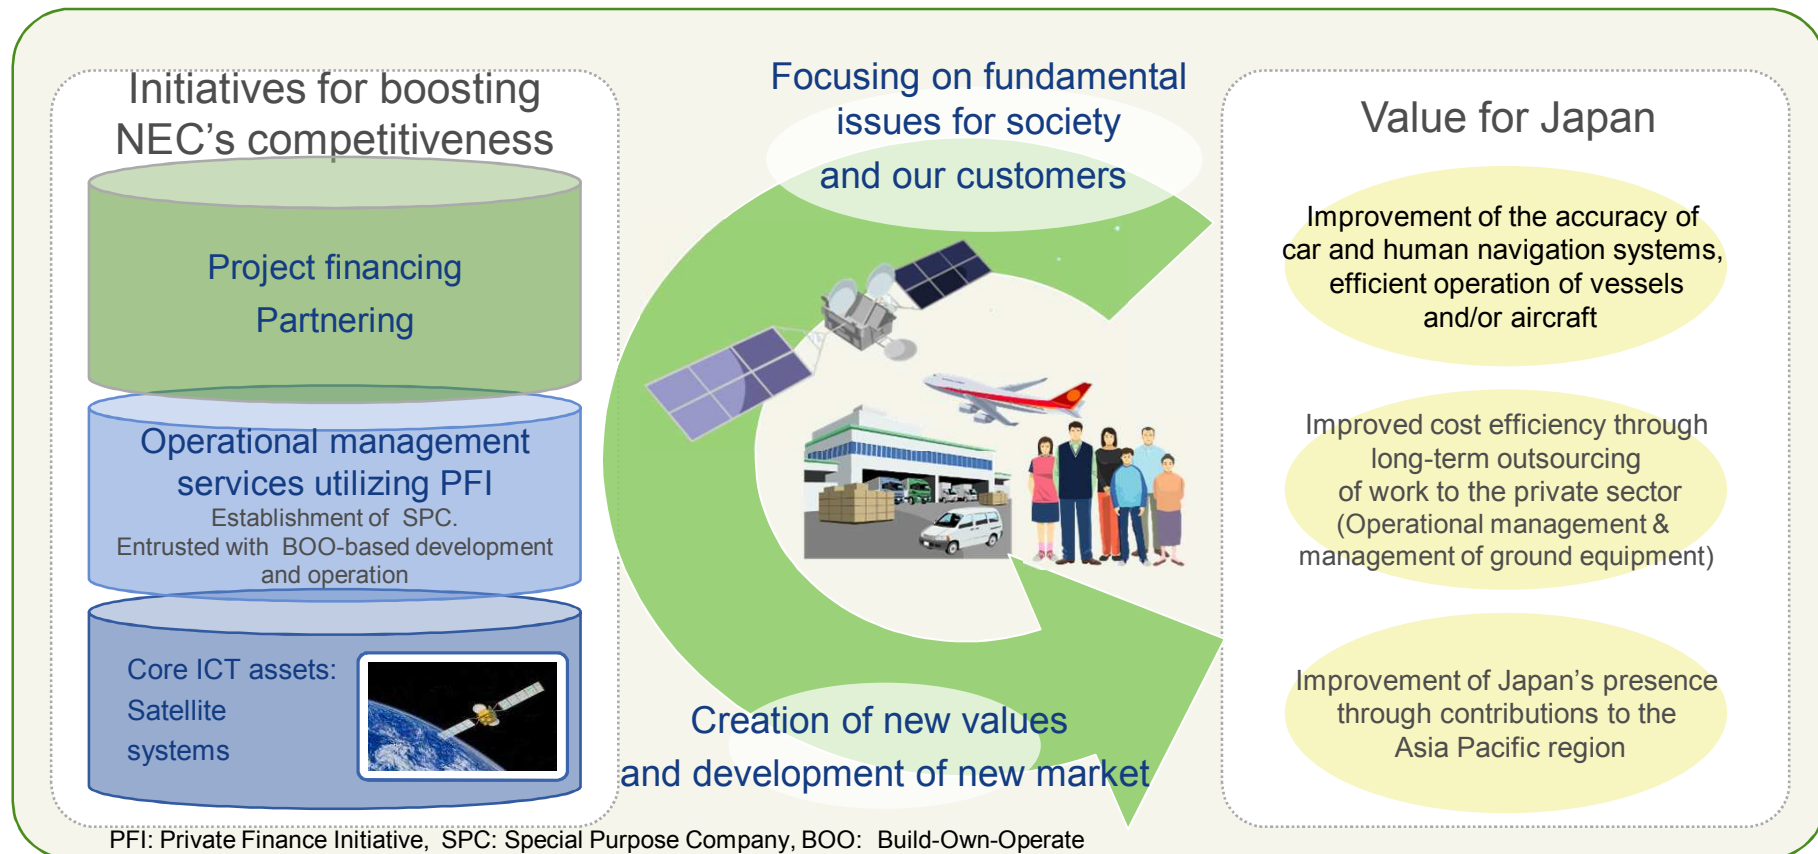 Initiatives for boosting
NEC’s competitiveness
Project financing
Partnering
Operational management
services utilizing PFI
Establishment of SPC.
Entrusted with BOO-based development
and operation
Core ICT assets:
Satellite
systems
Focusing on fundamental
issues for society
and our customers
Creation of new values
and development of new market
Value for Japan
Improvement of the accuracy of
car and human navigation systems,
efficient operation of vessels
and/or aircraft
Improved cost efficiency through
long-term outsourcing
of work to the private sector
(Operational management &
management of ground equipment)
Improvement of Japan’s presence
through contributions to the
Asia Pacific region
PFI: Private Finance Initiative, SPC: Special Purpose Company, BOO: Build-Own-Operate